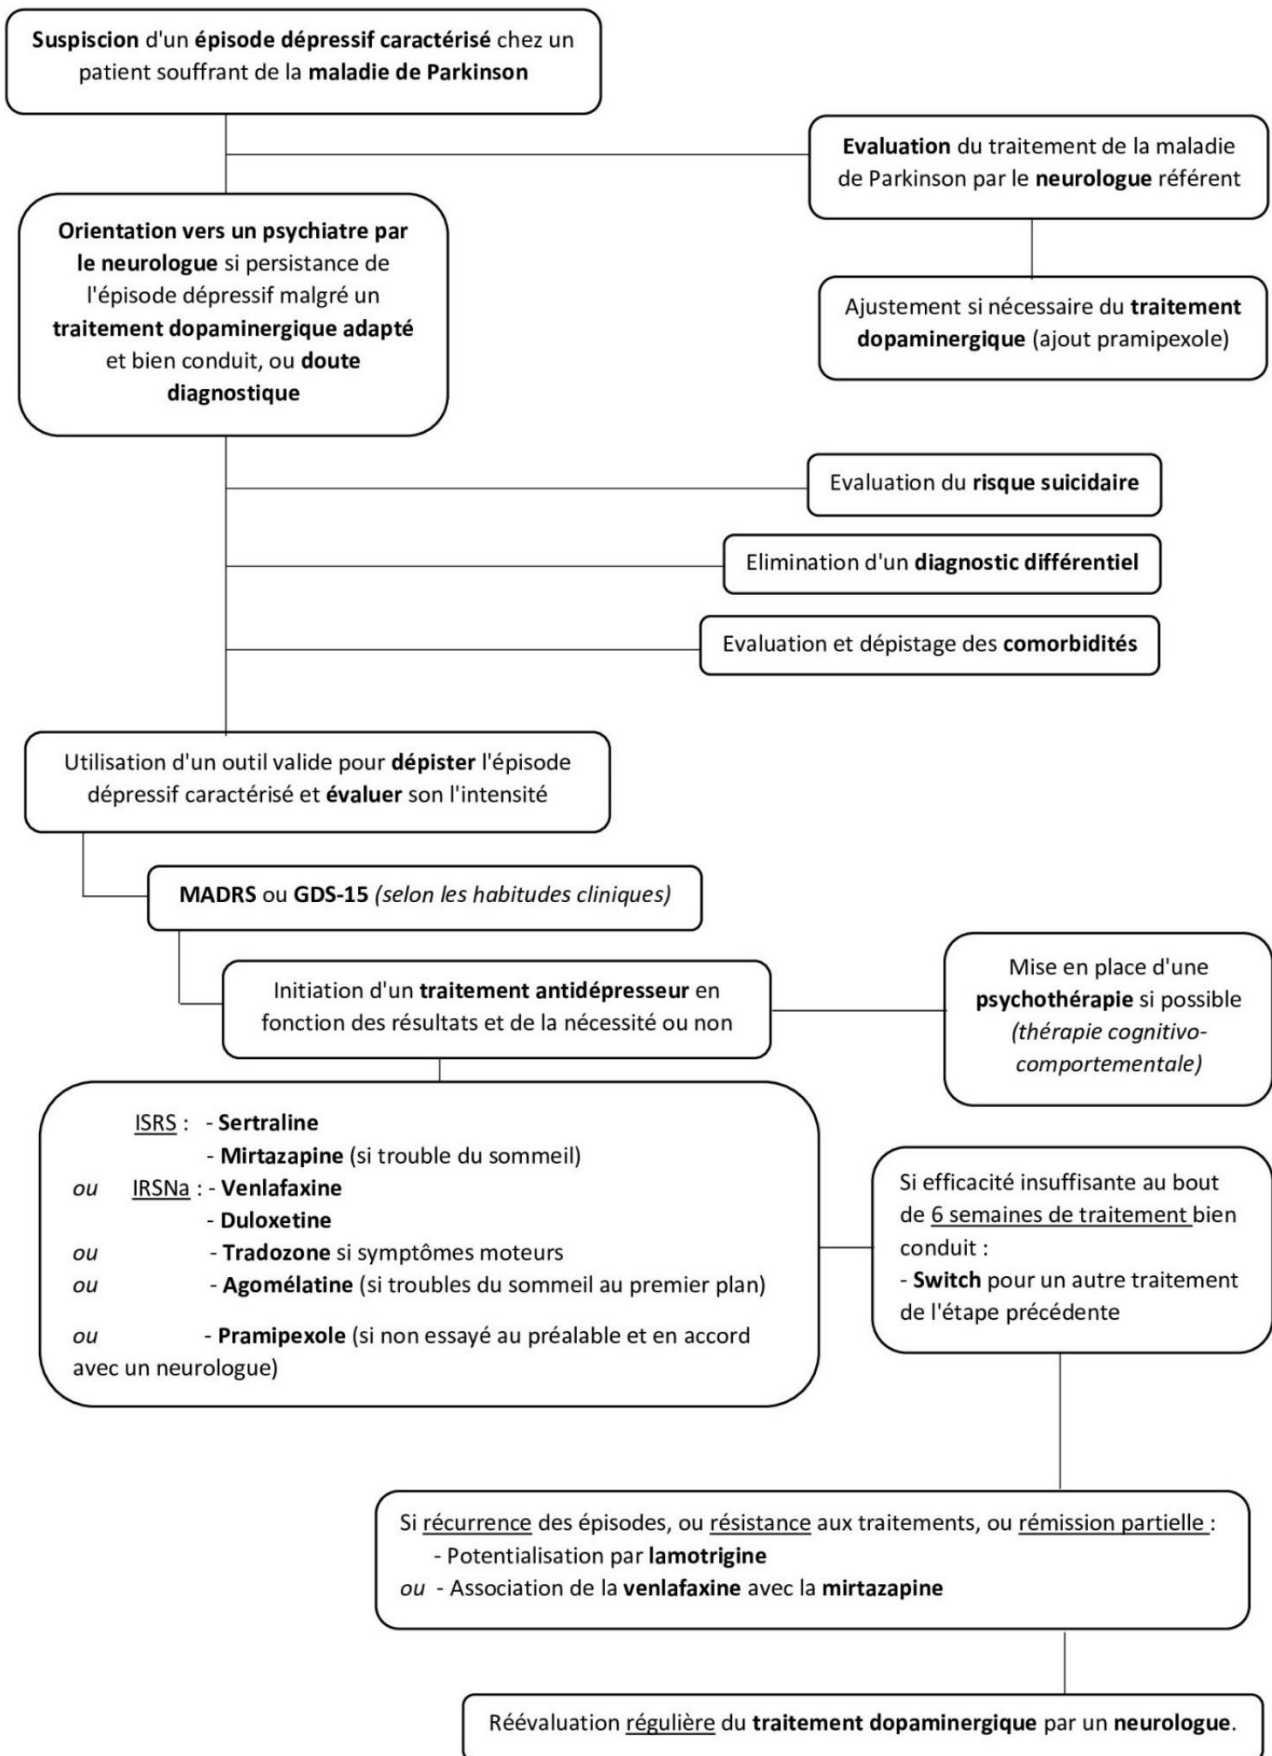 Suspiscion d'un épisode dépressif caractérisé chez un
patient souffrant de la maladie de Parkinson
Evaluation du traitement de la maladie
de Parkinson par le neurologue référent
Orientation vers un psychiatre par
le neurologue si persistance de
l'épisode dépressif malgré un
traitement dopaminergique adapté
et bien conduit, ou doute
diagnostique
Ajustement si nécessaire du traitement
dopaminergique (ajout pramipexole)
Evaluation du risque suicidaire
Elimination d'un diagnostic différentiel
Evaluation et dépistage des comorbidités
Utilisation d'un outil valide pour dépister l'épisode
dépressif caractérisé et évaluer son l'intensité
MADRS ou GDS-15 (selon les habitudes cliniques)
Initiation d'un traitement antidépresseur en
fonction des résultats et de la nécessité ou non
Mise en place d'une
psychothérapie si possible
(thérapie cognitivo-
comportementale)
ISRS : - Sertraline
- Mirtazapine (si trouble du sommeil)
ou IRSNa : - Venlafaxine
- Duloxetine
ou - Tradozone si symptômes moteurs
ou - Agomélatine (si troubles du sommeil au premier plan)
ou - Pramipexole (si non essayé au préalable et en accord
avec un neurologue)
Si efficacité insuffisante au bout
de 6 semaines de traitement bien
conduit :
- Switch pour un autre traitement
de l'étape précédente
Si récurrence des épisodes, ou résistance aux traitements, ou rémission partielle :
- Potentialisation par lamotrigine
ou - Association de la venlafaxine avec la mirtazapine
Réévaluation régulière du traitement dopaminergique par un neurologue.